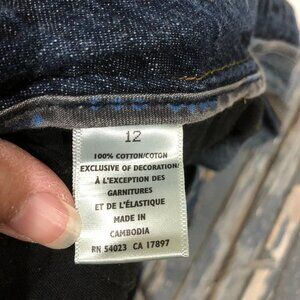 12
100% COTTON/COTON
EXCLUSIVE OF DECORATION/
À L'EXCEPTION DES
GARNITURES
ET DE L'ÉLASTIQUE
MADE IN
CAMBODIA
RN 54023 CA 17897